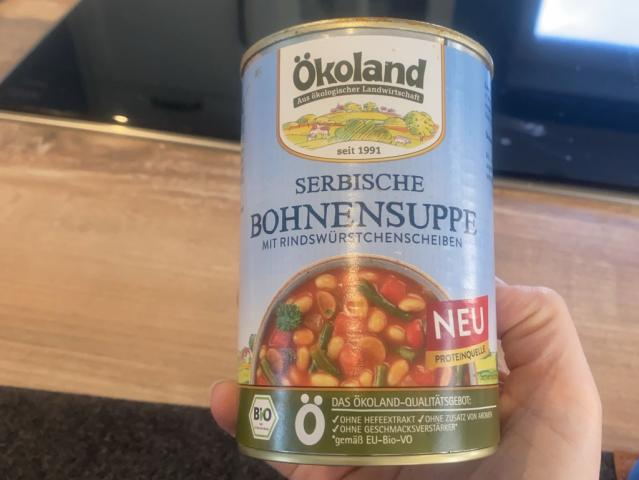 Ökoland
Aus ökologischer Landwirtschaft
seit 1991
SERBISCHE
BOHNENSUPPE
MIT RINDSWÜRSTCHENSCHEIBEN
NEU
PROTEINQUELLE
Bio
Ö
DAS ÖKOLAND-QUALITÄTSGEBOT:
✓OHNE HEFEEXTRAKT ✓OHNE ZUSATZ VON AROMEN
✓OHNE GESCHMACKSVERSTÄRKER*
*gemäß EU-Bio-VO